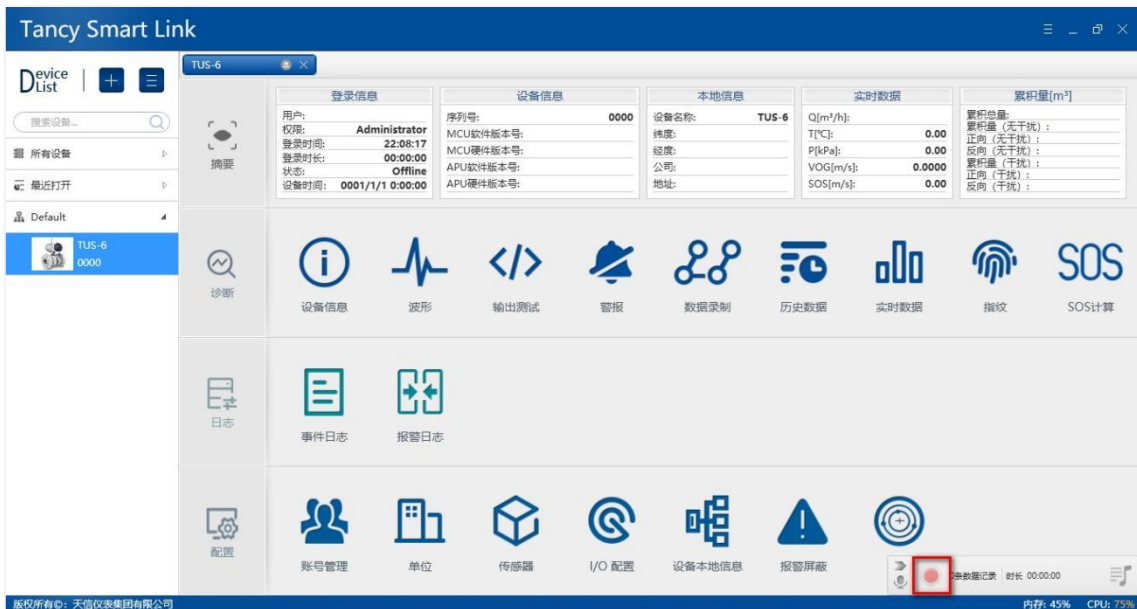 Tancy Smart Link
Device List
搜索设备...
所有设备
最近打开
Default
TUS-6
0000
TUS-6
摘要
登录信息
用户:
权限: Administrator
登录时间: 22:08:17
登录时长: 00:00:00
状态: Offline
设备时间: 0001/1/1 0:00:00
设备信息
序列号: 0000
MCU软件版本号:
MCU硬件版本号:
APU软件版本号:
APU硬件版本号:
本地信息
设备名称: TUS-6
纬度:
经度:
公司:
地址:
实时数据
Q[m³/h]:
T[°C]: 0.00
P[kPa]: 0.00
VOG[m/s]: 0.0000
SOS[m/s]: 0.00
累积量[m³]
累积总量:
累积量（无干扰）:
正向（无干扰）:
反向（无干扰）:
累积量（干扰）:
正向（干扰）:
反向（干扰）:
诊断
设备信息
波形
输出测试
警报
数据录制
历史数据
实时数据
指纹
SOS
SOS计算
日志
事件日志
报警日志
配置
账号管理
单位
传感器
I/O 配置
设备本地信息
报警屏蔽
条数据记录 时长 00:00:00
版权所有©: 天信仪表集团有限公司
内存: 45% CPU: 75%